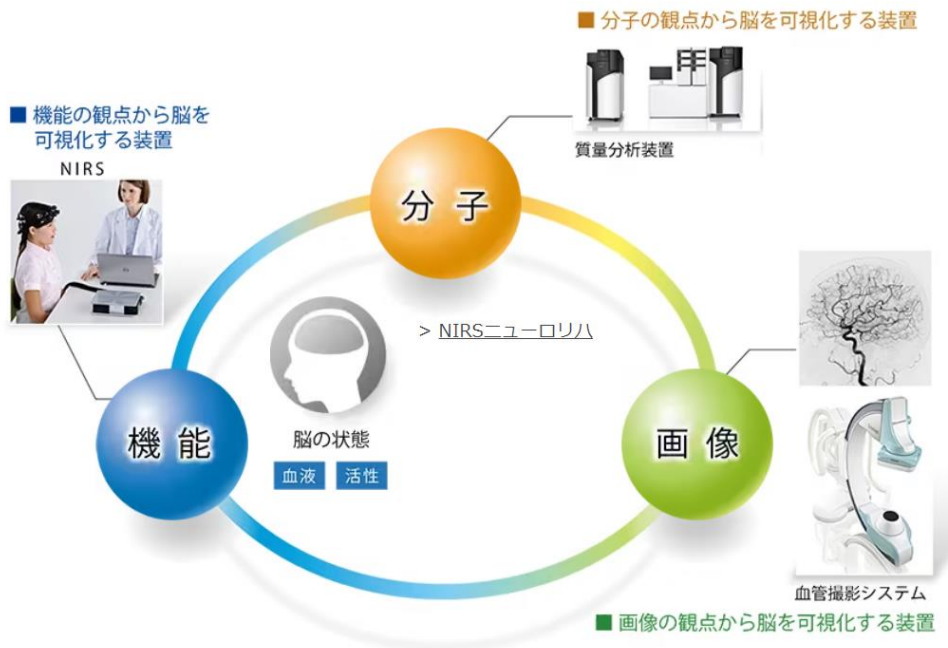 ■ 分子の観点から脳を可視化する装置
質量分析装置
■ 機能の観点から脳を
可視化する装置
NIRS
分子
> NIRSニューロリハ
機能
脳の状態
血液 活性
画像
血管撮影システム
■ 画像の観点から脳を可視化する装置